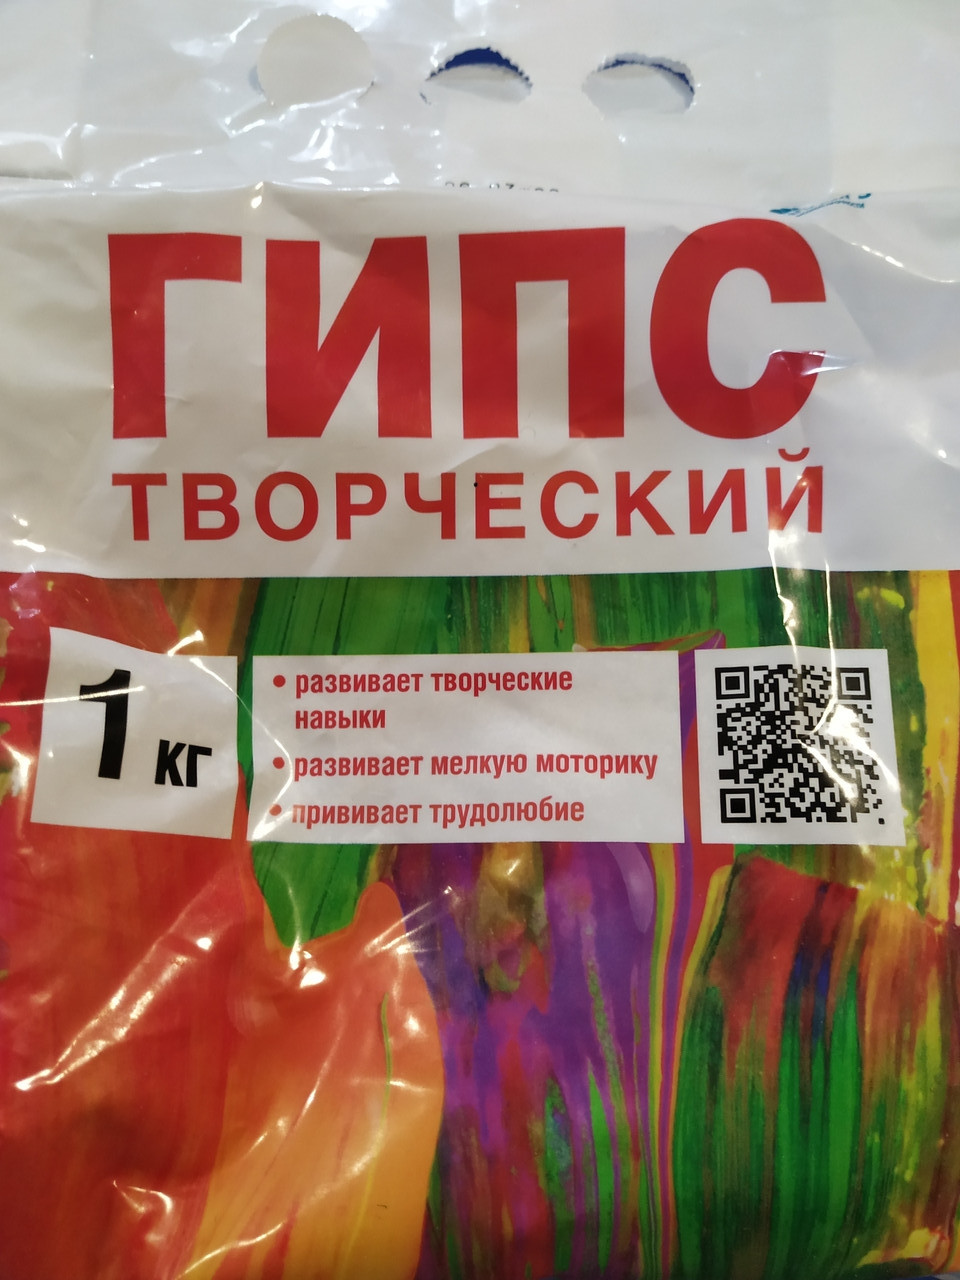 ГИПС
ТВОРЧЕСКИЙ
1 кг
• развивает творческие
навыки
• развивает мелкую моторику
• прививает трудолюбие